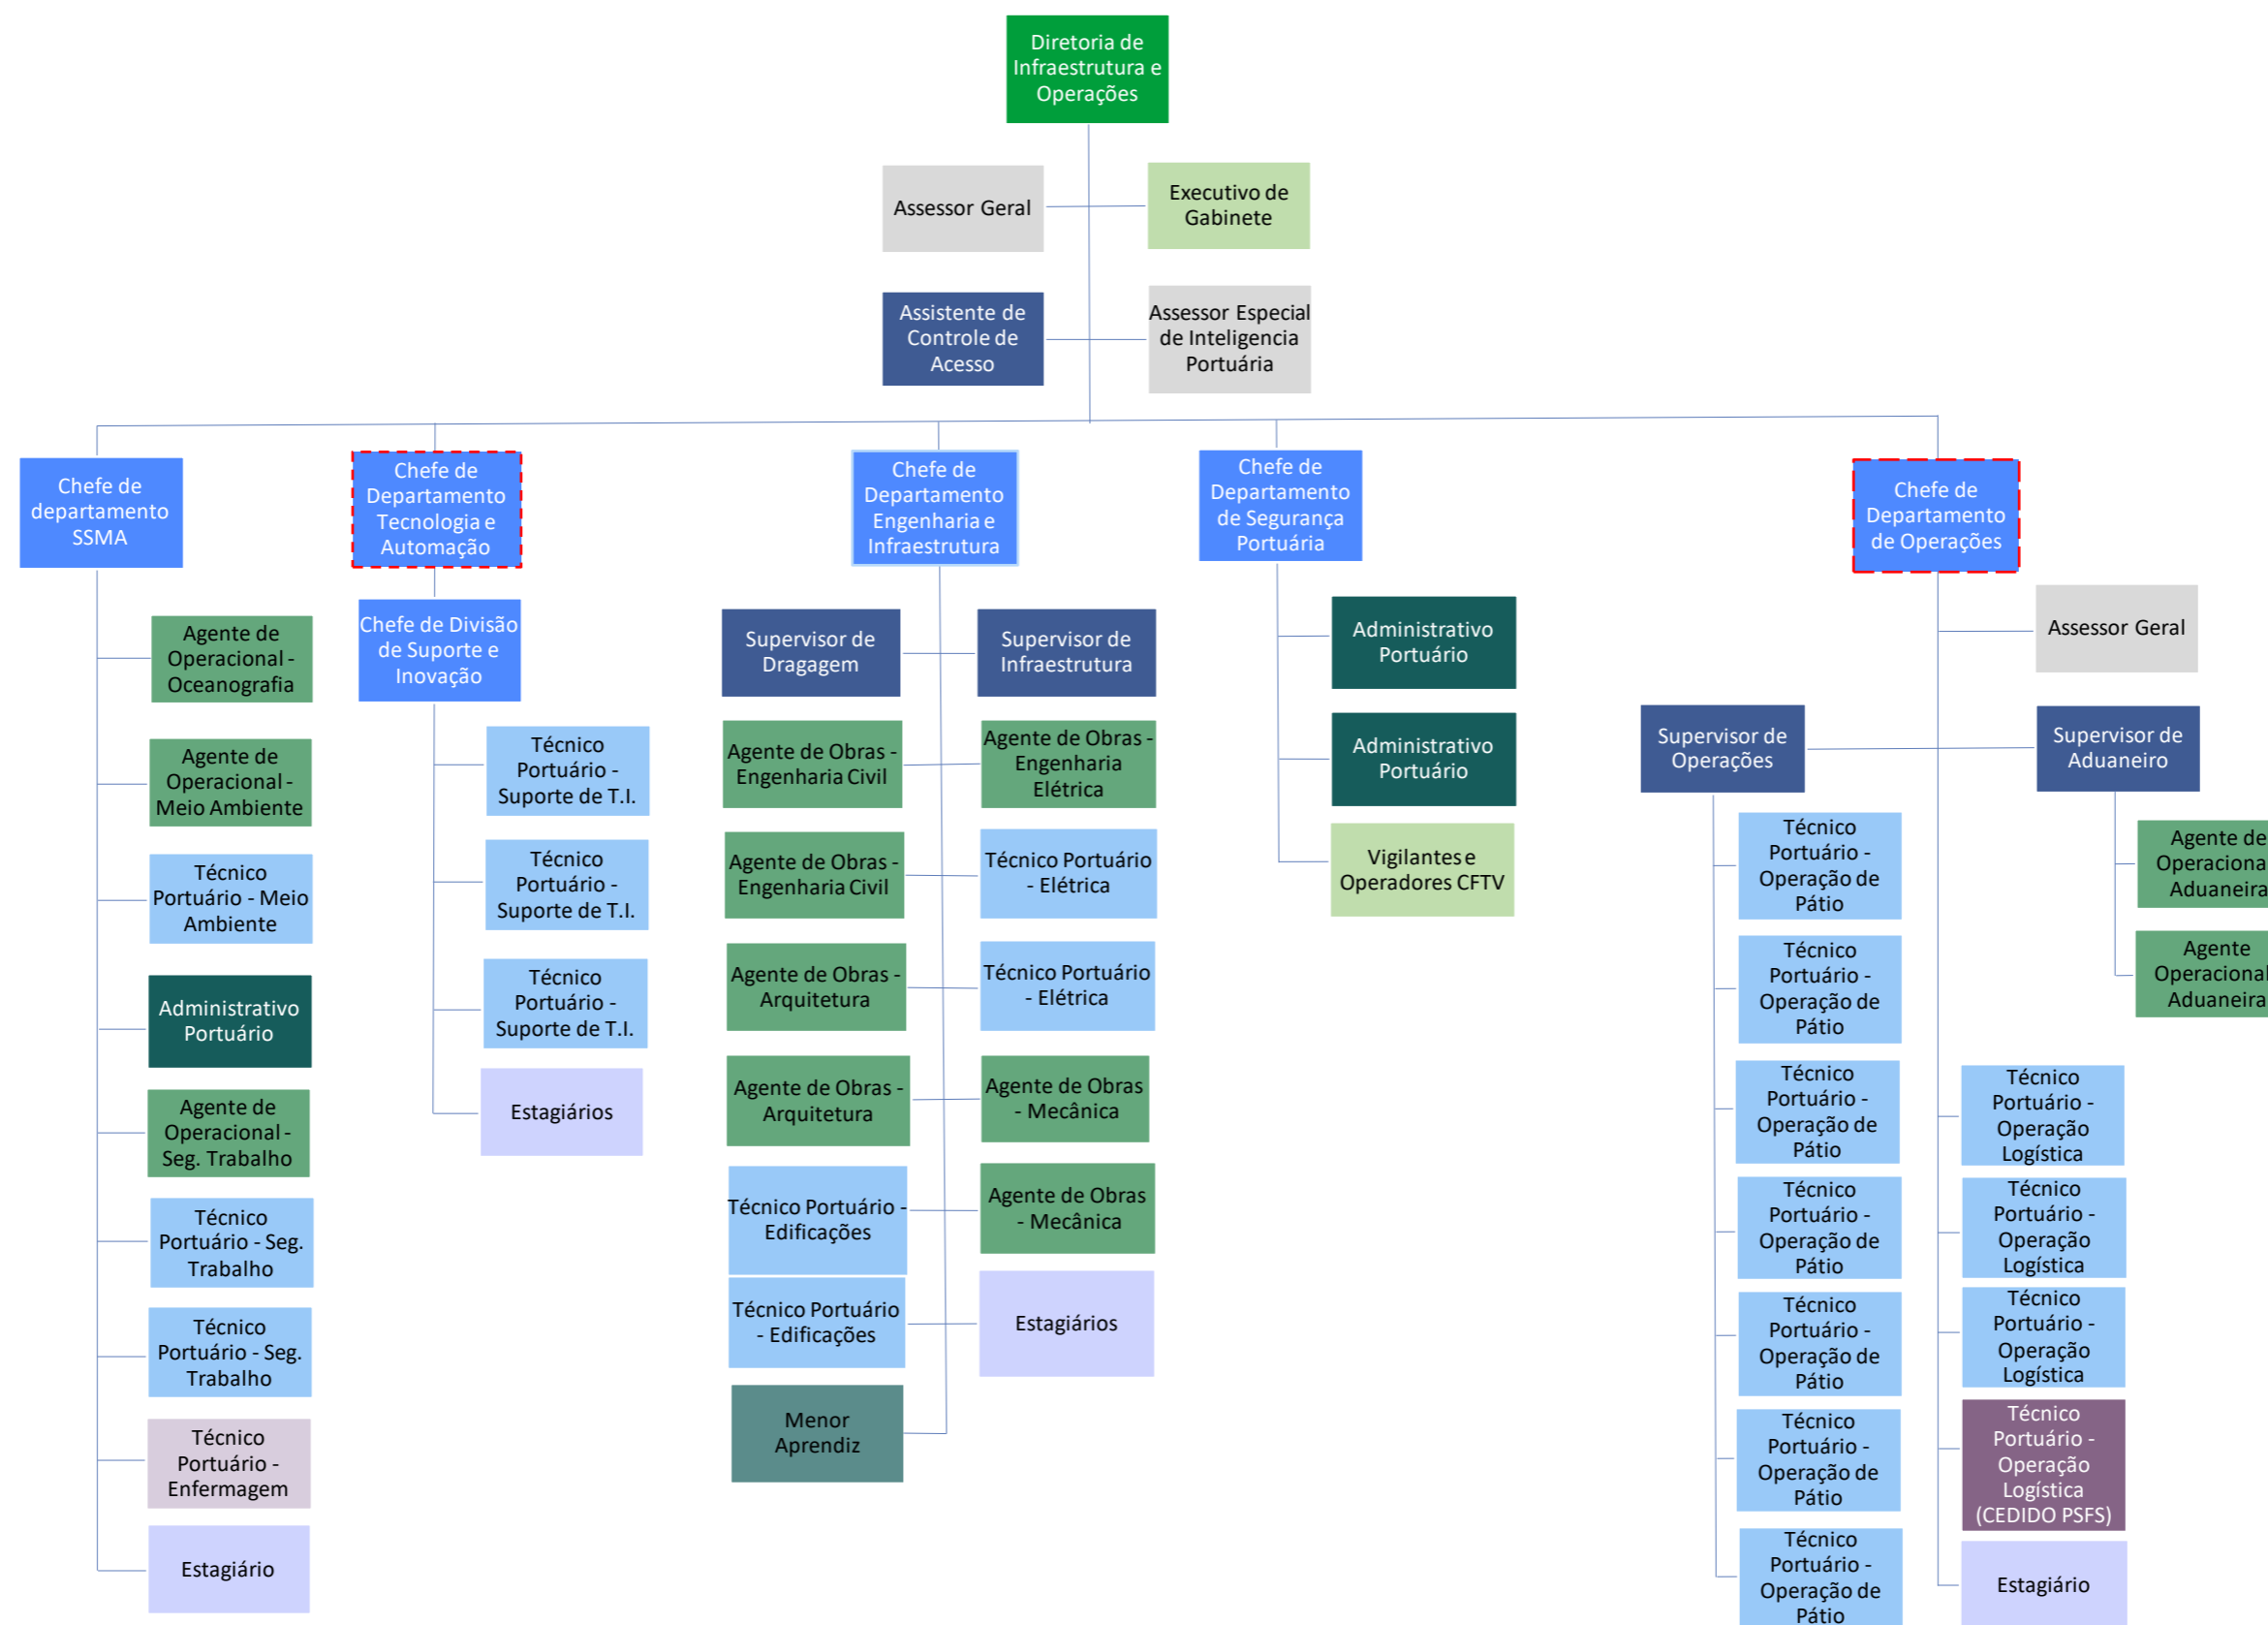 Diretoria de
Infraestrutura e
Operações
Assessor Geral
Executivo de
Gabinete
Assistente de
Controle de
Acesso
Assessor Especial
de Inteligencia
Portuária
Chefe de
departamento
SSMA
Agente de
Operacional -
Oceanografia
Agente de
Operacional -
Meio Ambiente
Técnico
Portuário - Meio
Ambiente
Administrativo
Portuário
Agente de
Operacional -
Seg. Trabalho
Técnico
Portuário - Seg.
Trabalho
Técnico
Portuário - Seg.
Trabalho
Técnico
Portuário -
Enfermagem
Estagiário
Chefe de
Departamento
Tecnologia e
Automação
Chefe de Divisão
de Suporte e
Inovação
Técnico
Portuário -
Suporte de T.I.
Técnico
Portuário -
Suporte de T.I.
Técnico
Portuário -
Suporte de T.I.
Estagiários
Chefe de
Departamento
Engenharia e
Infraestrutura
Supervisor de
Dragagem
Supervisor de
Infraestrutura
Agente de Obras -
Engenharia Civil
Agente de Obras -
Engenharia
Elétrica
Agente de Obras -
Engenharia Civil
Técnico Portuário
- Elétrica
Agente de Obras -
Arquitetura
Técnico Portuário
- Elétrica
Agente de Obras -
Arquitetura
Agente de Obras
- Mecânica
Técnico Portuário -
Edificações
Agente de Obras
- Mecânica
Técnico Portuário
- Edificações
Estagiários
Menor
Aprendiz
Chefe de
Departamento
de Segurança
Portuária
Administrativo
Portuário
Administrativo
Portuário
Vigilantes e
Operadores CFTV
Chefe de
Departamento
de Operações
Assessor Geral
Supervisor de
Operações
Supervisor de
Aduaneiro
Técnico
Portuário -
Operação de
Pátio
Técnico
Portuário -
Operação de
Pátio
Técnico
Portuário -
Operação de
Pátio
Técnico
Portuário -
Operação de
Pátio
Técnico
Portuário -
Operação de
Pátio
Técnico
Portuário -
Operação de
Pátio
Técnico
Portuário -
Operação de
Pátio
Agente de
Operacional
Aduaneira
Agente
Operacional
Aduaneira
Técnico
Portuário -
Operação
Logística
Técnico
Portuário -
Operação
Logística
Técnico
Portuário -
Operação
Logística
Técnico
Portuário -
Operação
Logística
(CEDIDO PSFS)
Estagiário